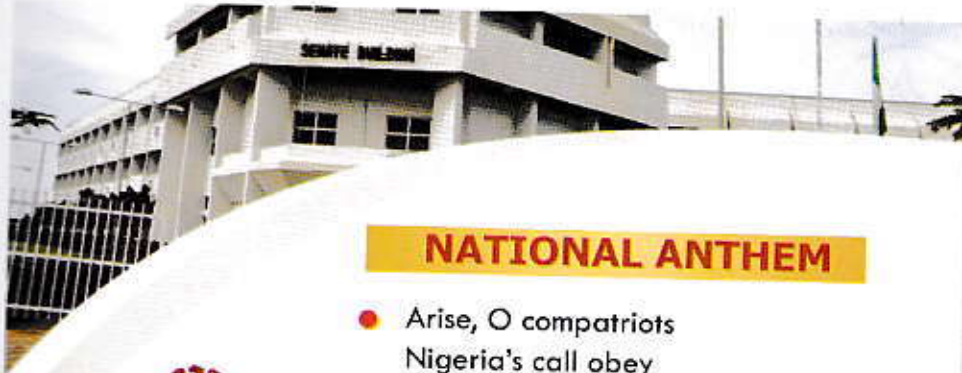 SENATE BUILDING
NATIONAL ANTHEM
Arise, O compatriots
Nigeria's call obey